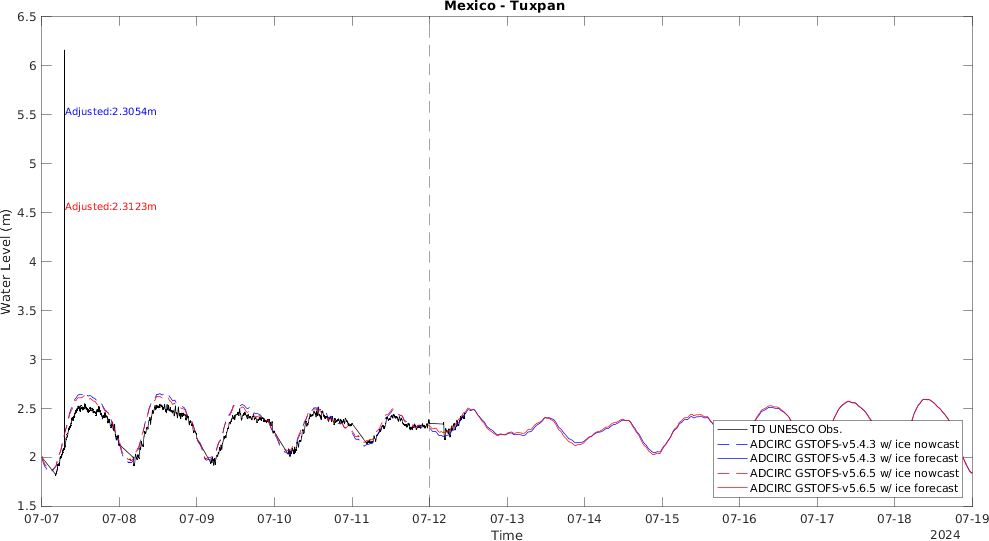 Mexico - Tuxpan
6.5
6
5.5
5
4.5
4
3.5
3
2.5
2
1.5
Water Level (m)
Adjusted:2.3054m
Adjusted:2.3123m
TD UNESCO Obs.
ADCIRC GSTOFS-v5.4.3 w/ ice nowcast
ADCIRC GSTOFS-v5.4.3 w/ ice forecast
ADCIRC GSTOFS-v5.6.5 w/ ice nowcast
ADCIRC GSTOFS-v5.6.5 w/ ice forecast
07-07 07-08 07-09 07-10 07-11 07-12 07-13 07-14 07-15 07-16 07-17 07-18 07-19
Time
2024